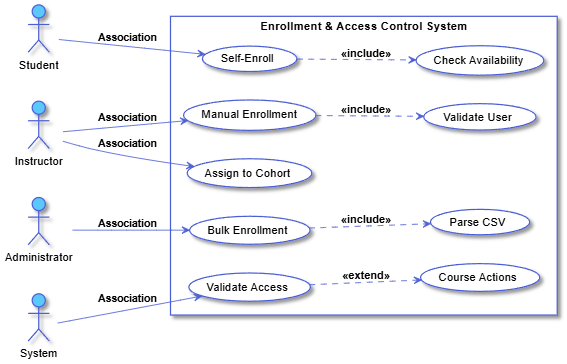 Enrollment & Access Control System
Student
Association
Self-Enroll
«include»
Check Availability
Instructor
Association
Manual Enrollment
«include»
Validate User
Association
Assign to Cohort
Administrator
Association
Bulk Enrollment
«include»
Parse CSV
System
Association
Validate Access
«extend»
Course Actions